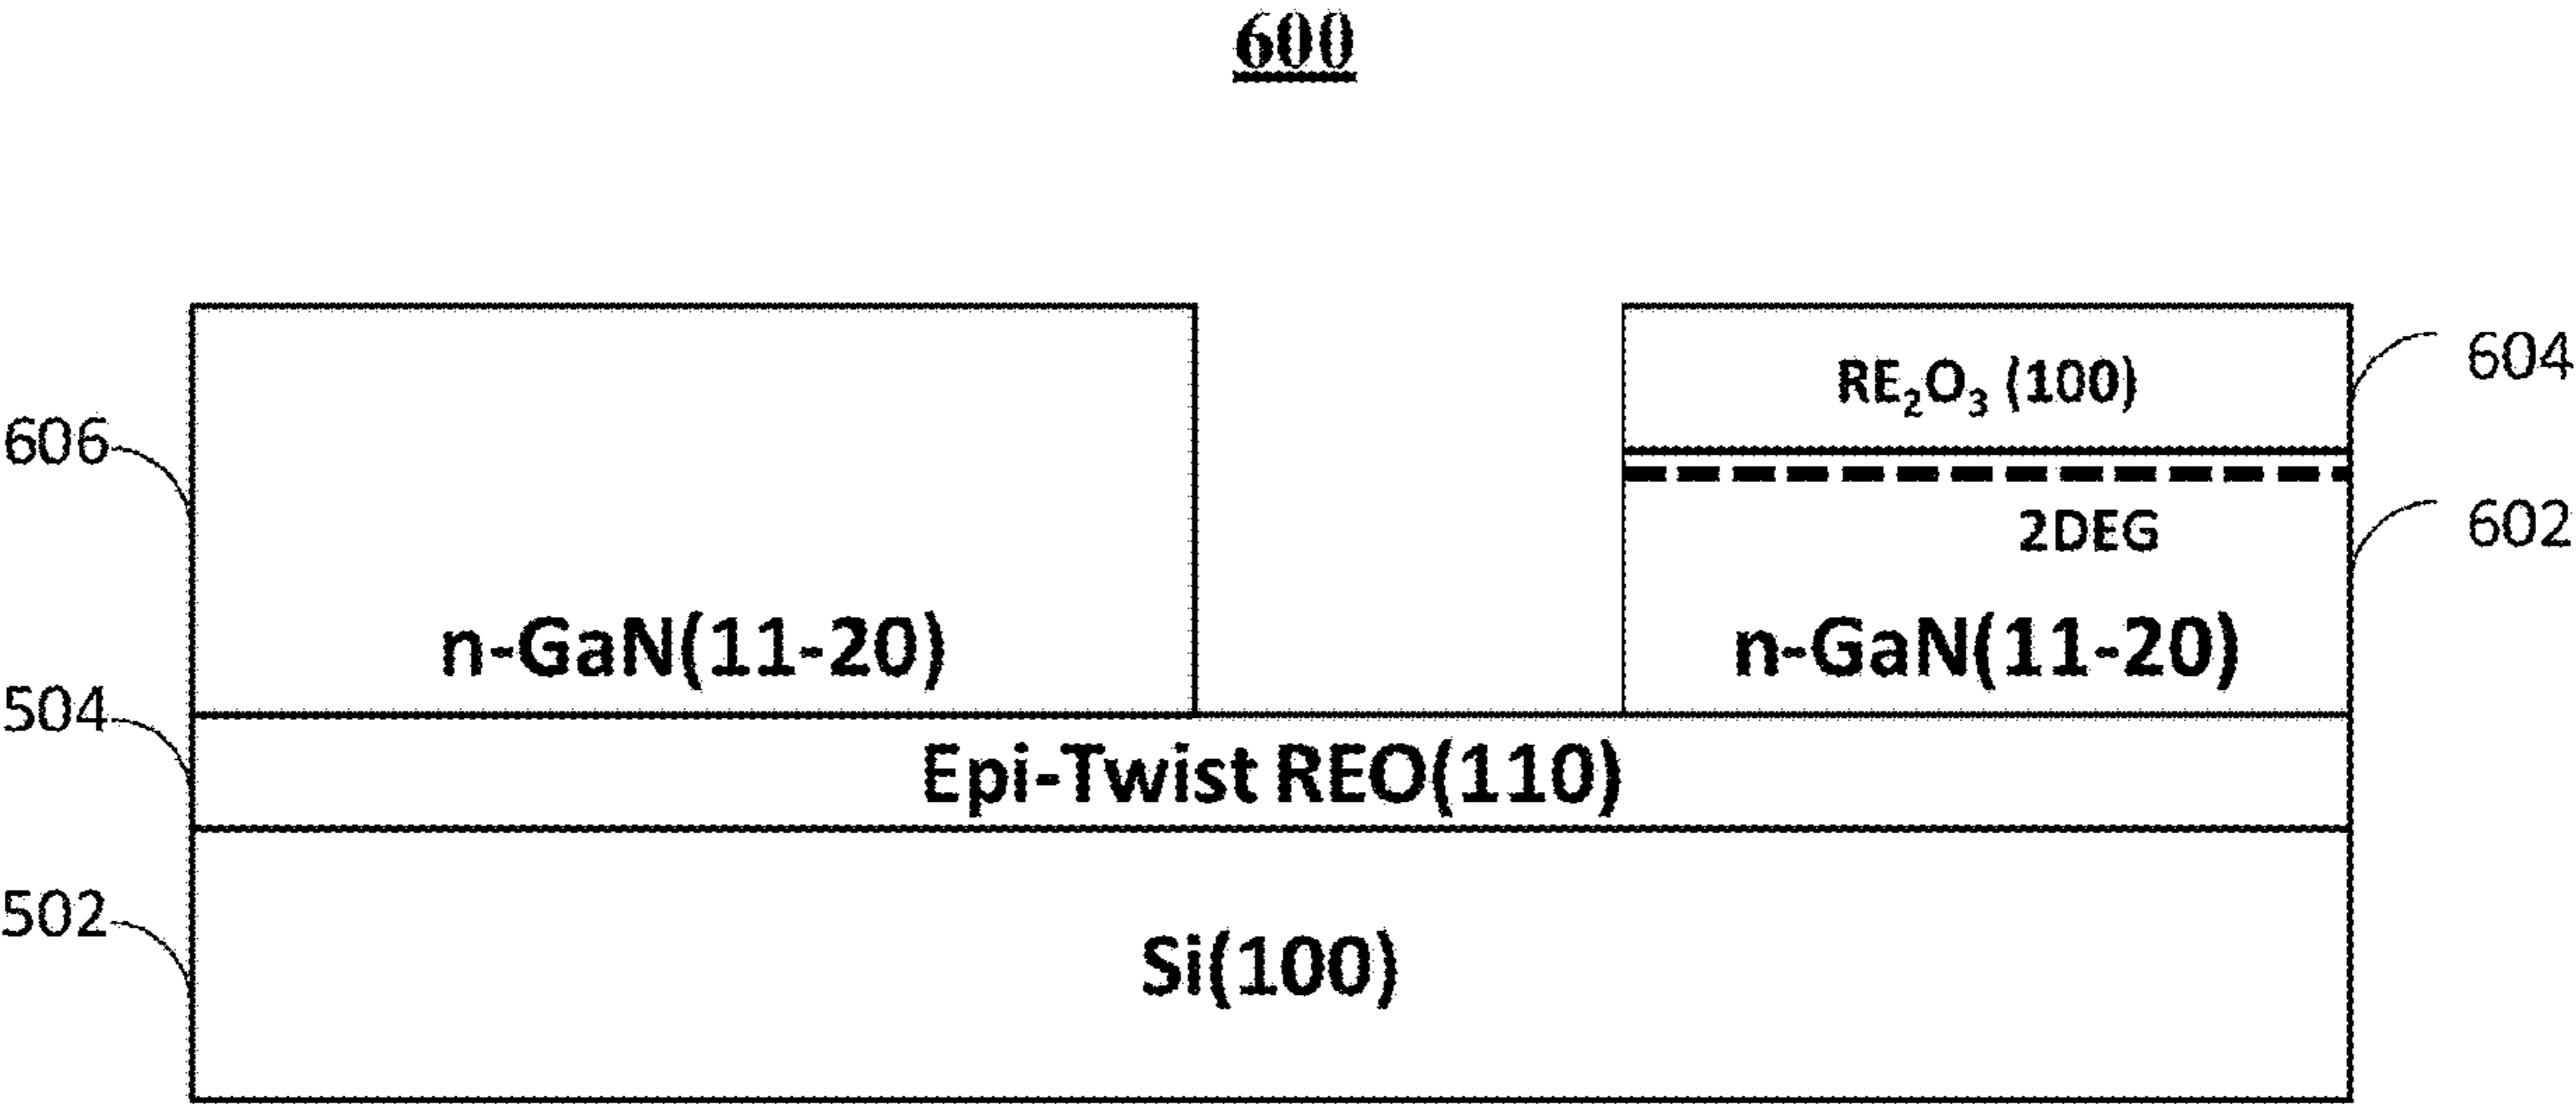 600
RE₂O₃ (100)
604
606
2DEG
602
n-GaN(11-20)
n-GaN(11-20)
504
Epi-Twist REO(110)
502
Si(100)